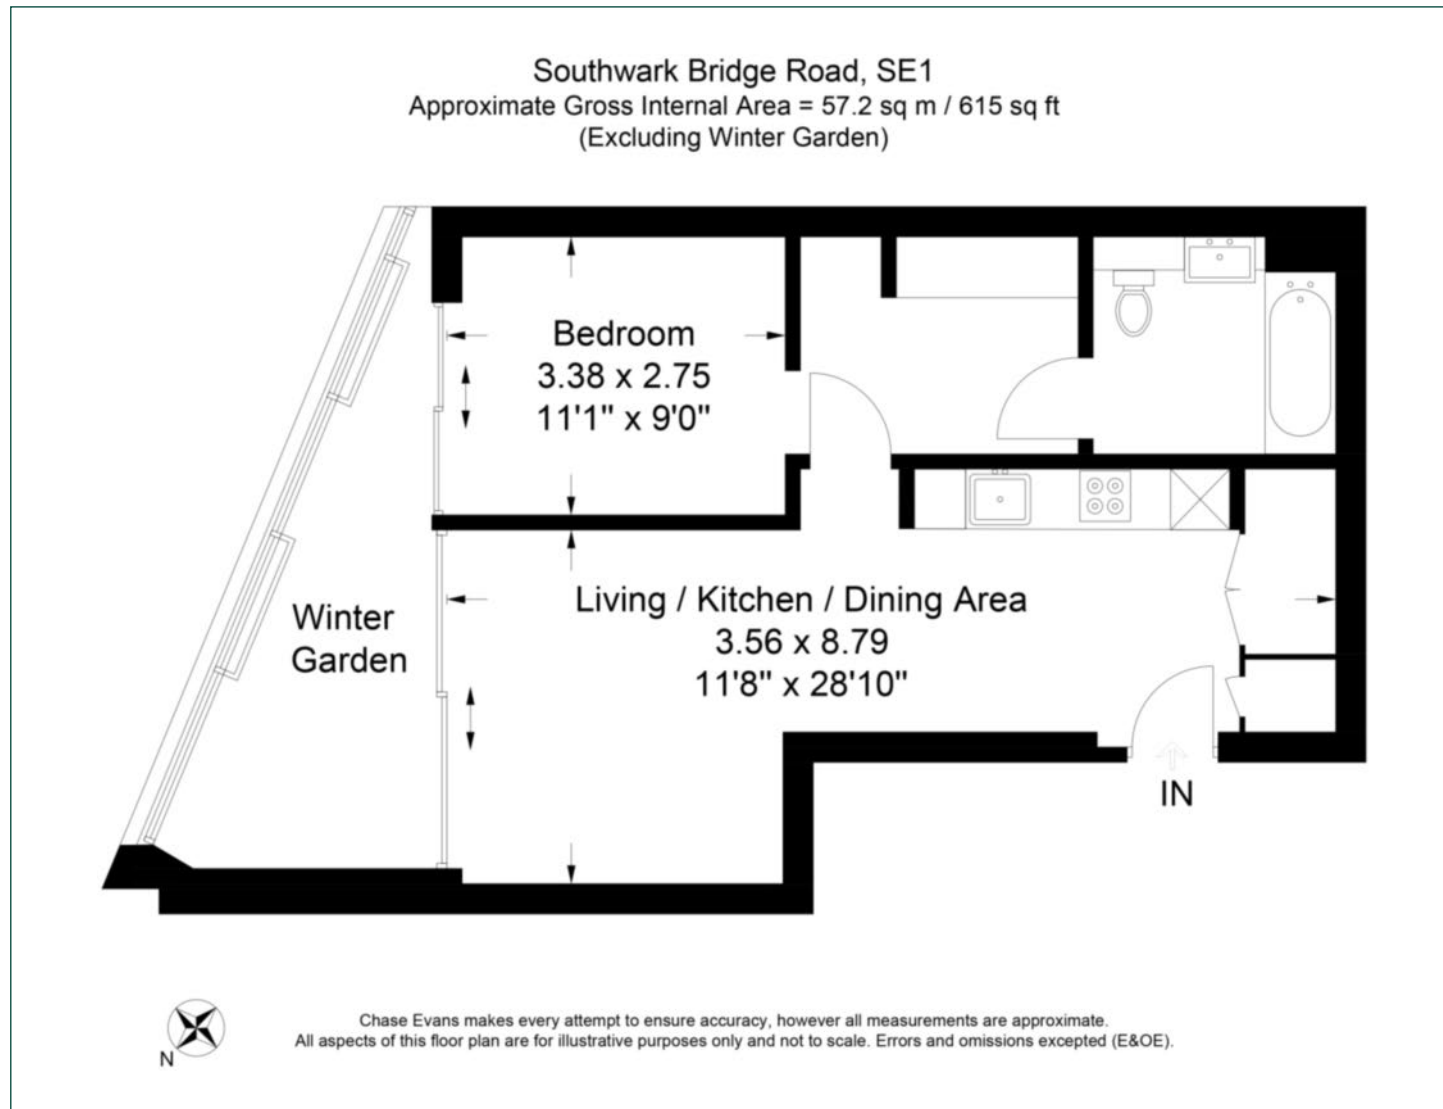 Southwark Bridge Road, SE1
Approximate Gross Internal Area = 57.2 sq m / 615 sq ft
(Excluding Winter Garden)
Bedroom
3.38 x 2.75
11'1" x 9'0"
Winter
Garden
Living / Kitchen / Dining Area
3.56 x 8.79
11'8" x 28'10"
IN
N
Chase Evans makes every attempt to ensure accuracy, however all measurements are approximate.
All aspects of this floor plan are for illustrative purposes only and not to scale. Errors and omissions excepted (E&OE).